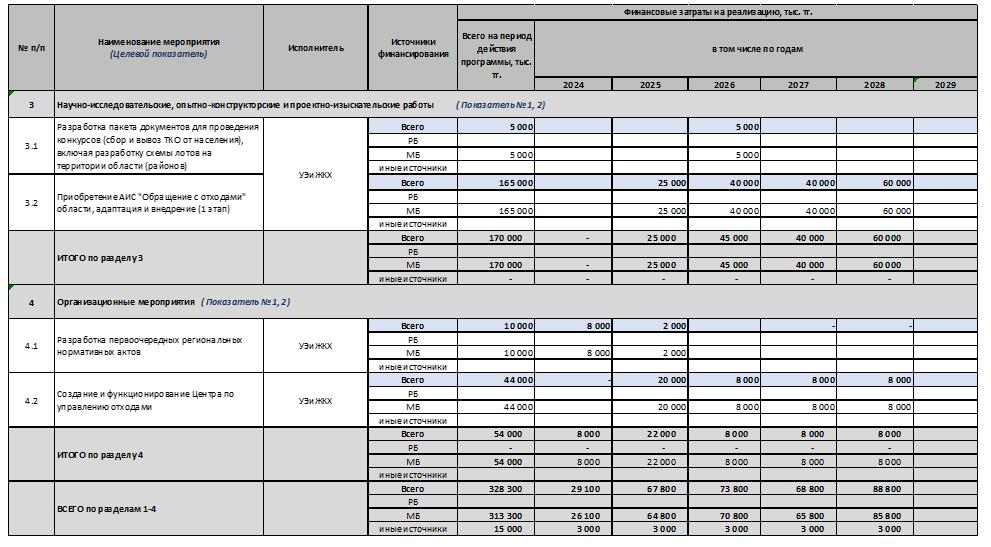 Финансовые затраты на реализацию, тыс. тг.
№ п/п
Наименование мероприятия
(Целевой показатель)
Исполнитель
Источники
финансирования
Всего на период
действия
программы, тыс.
тг.
в том числе по годам
2024 2025 2026 2027 2028 2029
3 Научно-исследовательские, опытно-конструкторские и проектно-изыскательские работы (Показатель №1, 2)
3.1
Разработка пакета документов для проведения
конкурсов (сбор и вывоз ТКО от населения),
включая разработку схемы лотов на
территории области (районов)
УЭиЖКХ
Всего 5 000 5 000
РБ
МБ 5 000 5 000
иные источники
3.2
Приобретение АИС "Обращение с отходами"
области, адаптация и внедрение (1 этап)
Всего 165 000 25 000 40 000 40 000 60 000
РБ
МБ 165 000 25 000 40 000 40 000 60 000
иные источники
ИТОГО по разделу 3
Всего 170 000 - 25 000 45 000 40 000 60 000
РБ
МБ 170 000 - 25 000 45 000 40 000 60 000
иные источники - - - - - -
4 Организационные мероприятия (Показатель №1, 2)
4.1
Разработка первоочередных региональных
нормативных актов
УЭиЖКХ
Всего 10 000 8 000 2 000 - -
РБ
МБ 10 000 8 000 2 000
иные источники
4.2
Создание и функционирование Центра по
управлению отходами
УЭиЖКХ
Всего 44 000 - 20 000 8 000 8 000 8 000
РБ
МБ 44 000 20 000 8 000 8 000 8 000
иные источники
ИТОГО по разделу 4
Всего 54 000 8 000 22 000 8 000 8 000 8 000
РБ - - - - - -
МБ 54 000 8 000 22 000 8 000 8 000 8 000
иные источники
ВСЕГО по разделам 1-4
Всего 328 300 29 100 67 800 73 800 68 800 88 800
РБ
МБ 313 300 26 100 64 800 70 800 65 800 85 800
иные источники 15 000 3 000 3 000 3 000 3 000 3 000